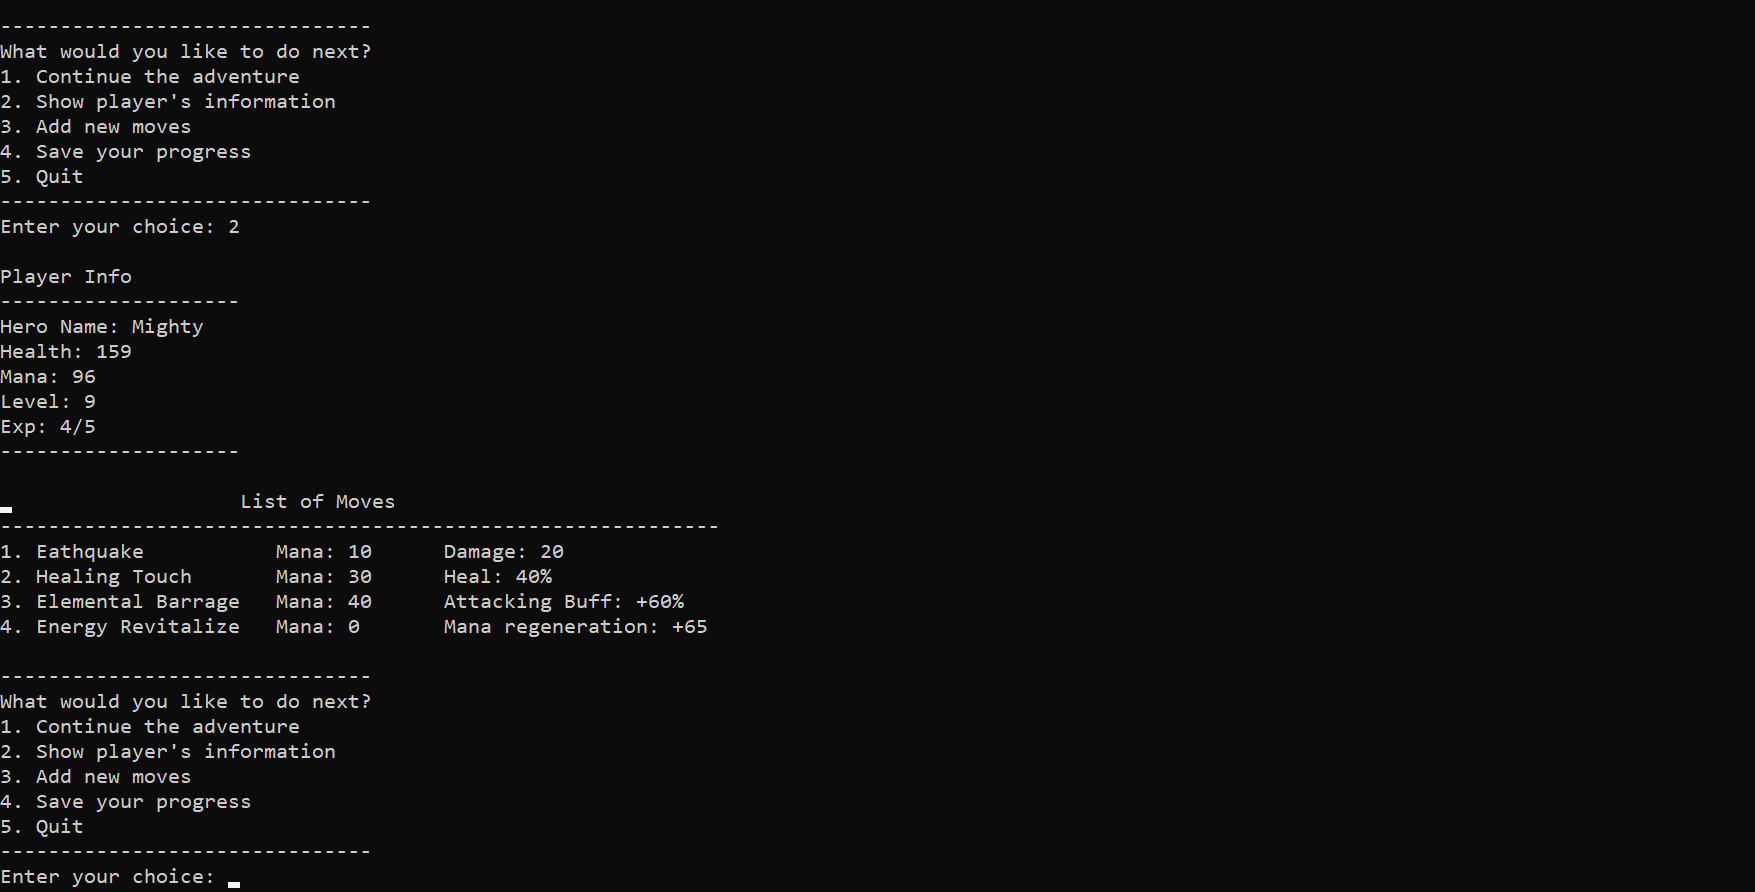 -------------------------------
What would you like to do next?
1. Continue the adventure
2. Show player's information
3. Add new moves
4. Save your progress
5. Quit
-------------------------------
Enter your choice: 2

Player Info
--------------------
Hero Name: Mighty
Health: 159
Mana: 96
Level: 9
Exp: 4/5
--------------------

                    List of Moves
------------------------------------------------------------
1. Eathquake           Mana: 10      Damage: 20
2. Healing Touch       Mana: 30      Heal: 40%
3. Elemental Barrage   Mana: 40      Attacking Buff: +60%
4. Energy Revitalize   Mana: 0       Mana regeneration: +65

-------------------------------
What would you like to do next?
1. Continue the adventure
2. Show player's information
3. Add new moves
4. Save your progress
5. Quit
-------------------------------
Enter your choice: